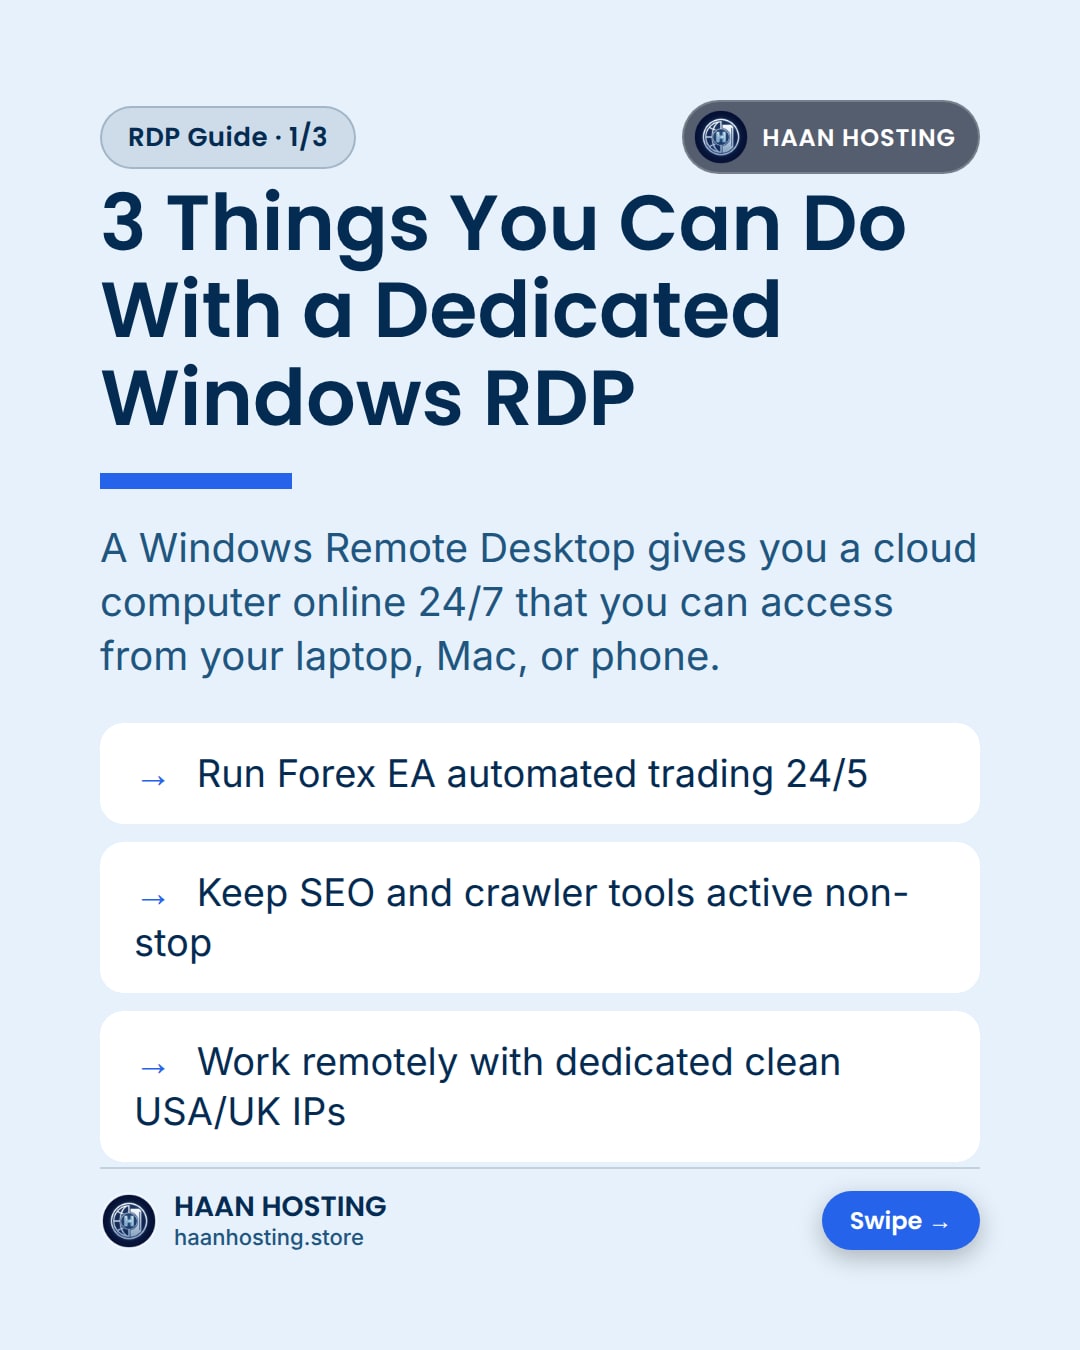 RDP Guide · 1/3
HAAN HOSTING
3 Things You Can Do
With a Dedicated
Windows RDP
A Windows Remote Desktop gives you a cloud
computer online 24/7 that you can access
from your laptop, Mac, or phone.
→ Run Forex EA automated trading 24/5
→ Keep SEO and crawler tools active non-
stop
→ Work remotely with dedicated clean
USA/UK IPs
HAAN HOSTING
haanhosting.store
Swipe →